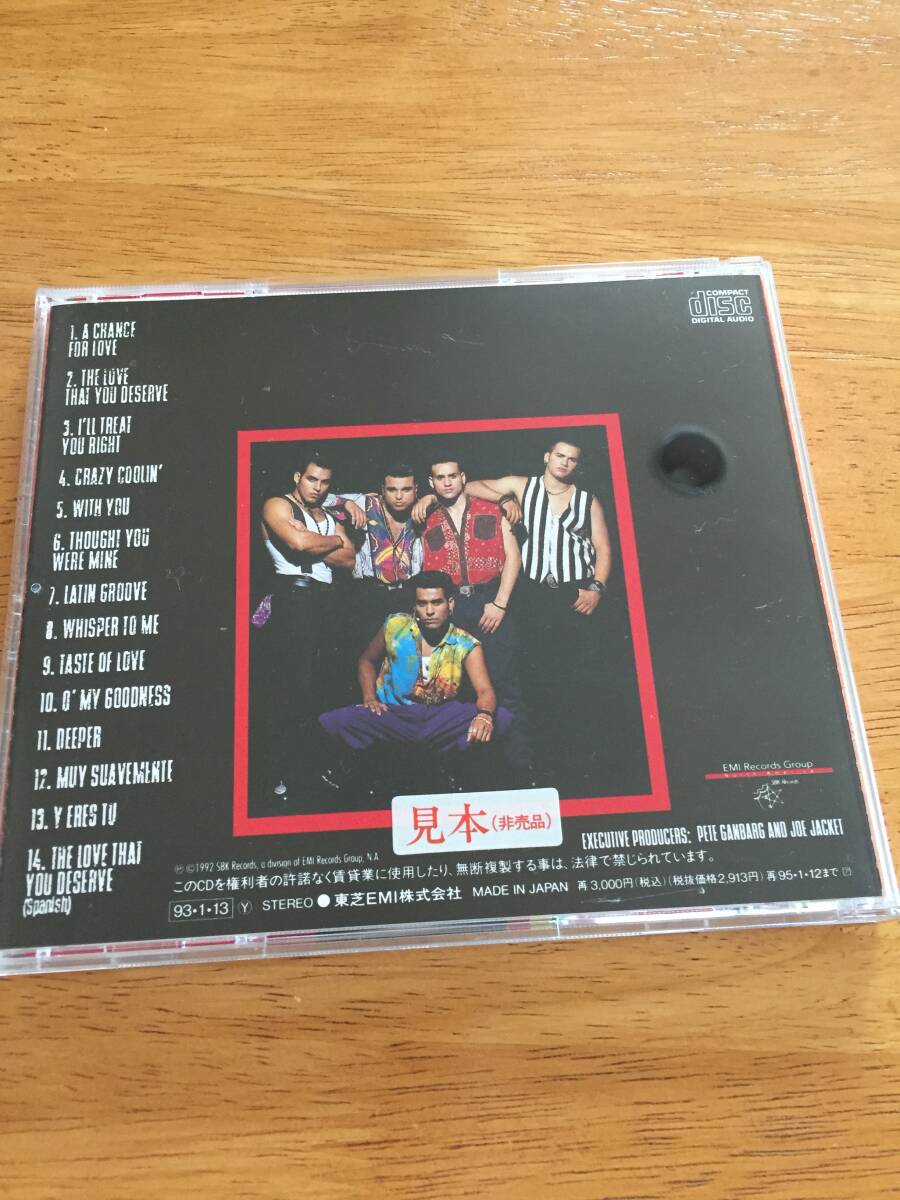 COMPACT
disc
DIGITAL AUDIO
1. A CHANCE
FOR LOVE
2. THE LOVE
THAT YOU DESERVE
3. I'LL TREAT
YOU RIGHT
4. CRAZY COOLIN'
5. WITH YOU
6. THOUGHT YOU
WERE MINE
7. LATIN GROOVE
8. WHISPER TO ME
9. TASTE OF LOVE
10. O' MY GOODNESS
11. DEEPER
12. MUY SUAVEMENTE
13. Y ERES TU
14. THE LOVE THAT
YOU DESERVE
(Spanish)
EMI Records Group
NORTH AMERICA
SBK Records
見本(非売品)
EXECUTIVE PRODUCERS: PETE GANBARG AND JOE JACKET
℗©1992 SBK Records, a division of EMI Records Group, N.A
このCDを権利者の許諾なく賃貸業に使用したり、無断複製する事は、法律で禁じられています。
93・1・13 Y STEREO ● 東芝EMI株式会社 MADE IN JAPAN 再3,000円(税込)(税抜価格2,913円)再95・1・12まで